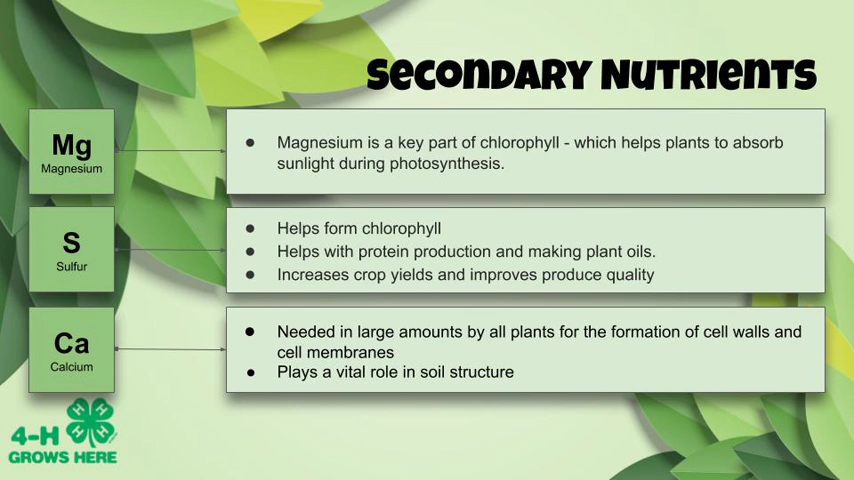 Secondary Nutrients
Mg
Magnesium
● Magnesium is a key part of chlorophyll - which helps plants to absorb
sunlight during photosynthesis.
S
Sulfur
● Helps form chlorophyll
● Helps with protein production and making plant oils.
● Increases crop yields and improves produce quality
Ca
Calcium
● Needed in large amounts by all plants for the formation of cell walls and
cell membranes
● Plays a vital role in soil structure
H H
H H
4-H
GROWS HERE